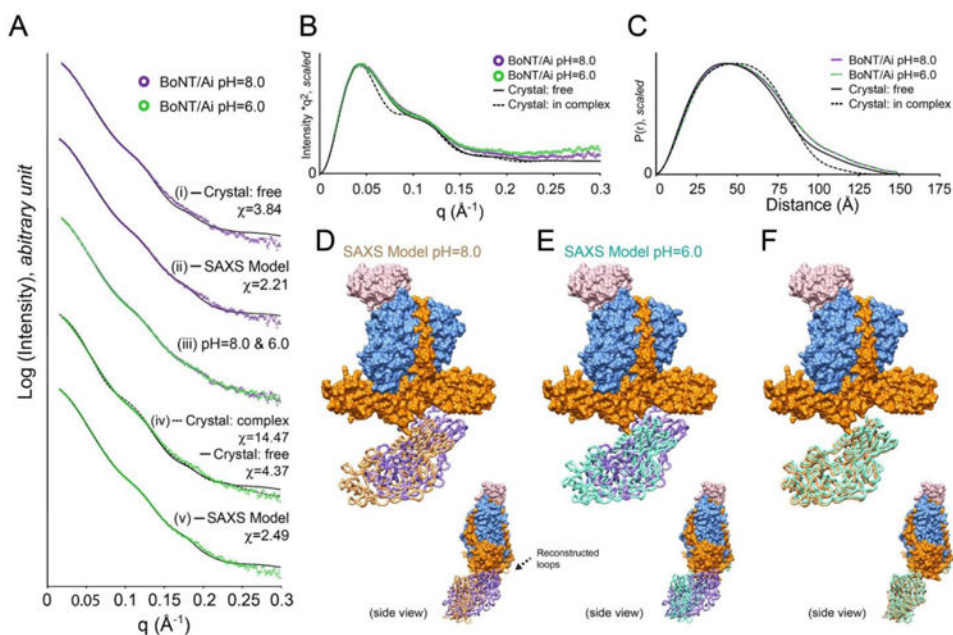 A
BoNT/Ai pH=8.0
BoNT/Ai pH=6.0
Log (Intensity), abitrary unit
(i) — Crystal: free
χ=3.84
(ii) — SAXS Model
χ=2.21
(iii) pH=8.0 & 6.0
(iv) --- Crystal: complex
χ=14.47
— Crystal: free
χ=4.37
(v) — SAXS Model
χ=2.49
0 0.05 0.1 0.15 0.2 0.25 0.3
q (Å⁻¹)
B
Intensity *q², scaled
BoNT/Ai pH=8.0
BoNT/Ai pH=6.0
Crystal: free
Crystal: in complex
0
0 0.05 0.1 0.15 0.2 0.25 0.3
q (Å⁻¹)
C
P(r), scaled
BoNT/Ai pH=8.0
BoNT/Ai pH=6.0
Crystal: free
Crystal: in complex
0
0 25 50 75 100 125 150 175
Distance (Å)
D
SAXS Model pH=8.0
Reconstructed
loops
(side view)
E
SAXS Model pH=6.0
(side view)
F
(side view)